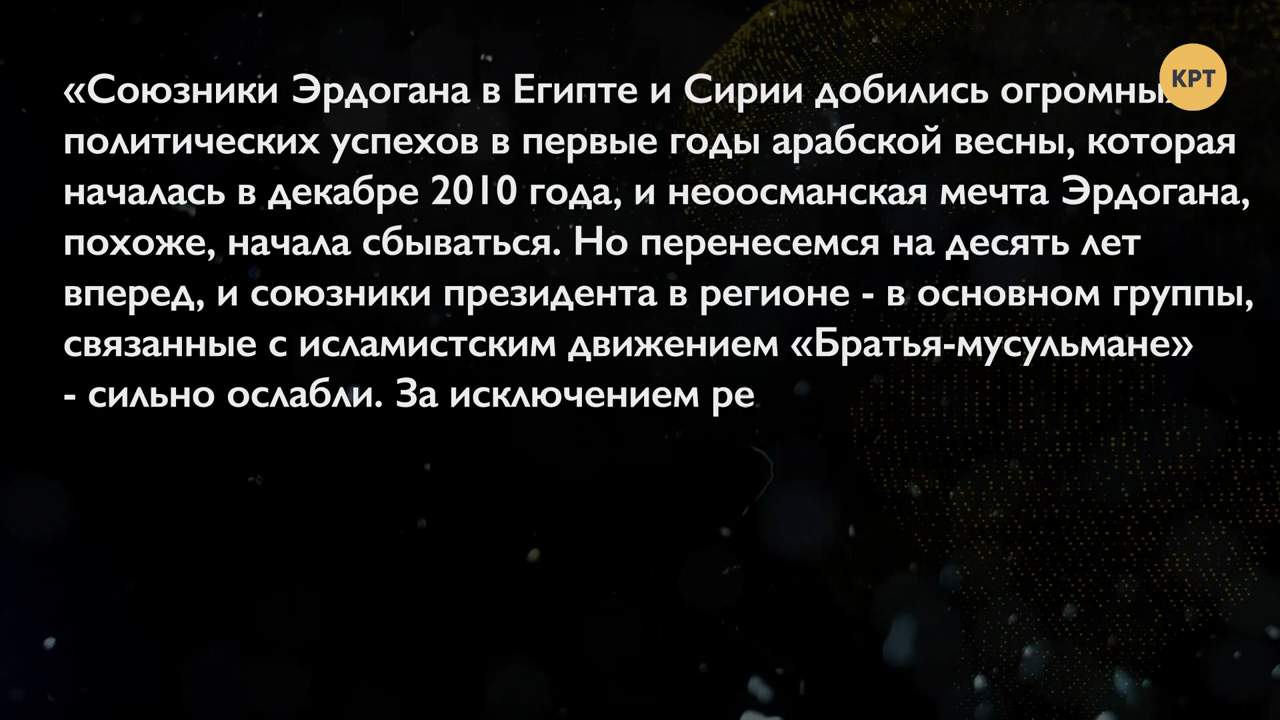 «Союзники Эрдогана в Египте и Сирии добились огромны
политических успехов в первые годы арабской весны, которая
началась в декабре 2010 года, и неоосманская мечта Эрдогана,
похоже, начала сбываться. Но перенесемся на десять лет
вперед, и союзники президента в регионе - в основном группы,
связанные с исламистским движением «Братья-мусульмане»
- сильно ослабли. За исключением ре
КРТ